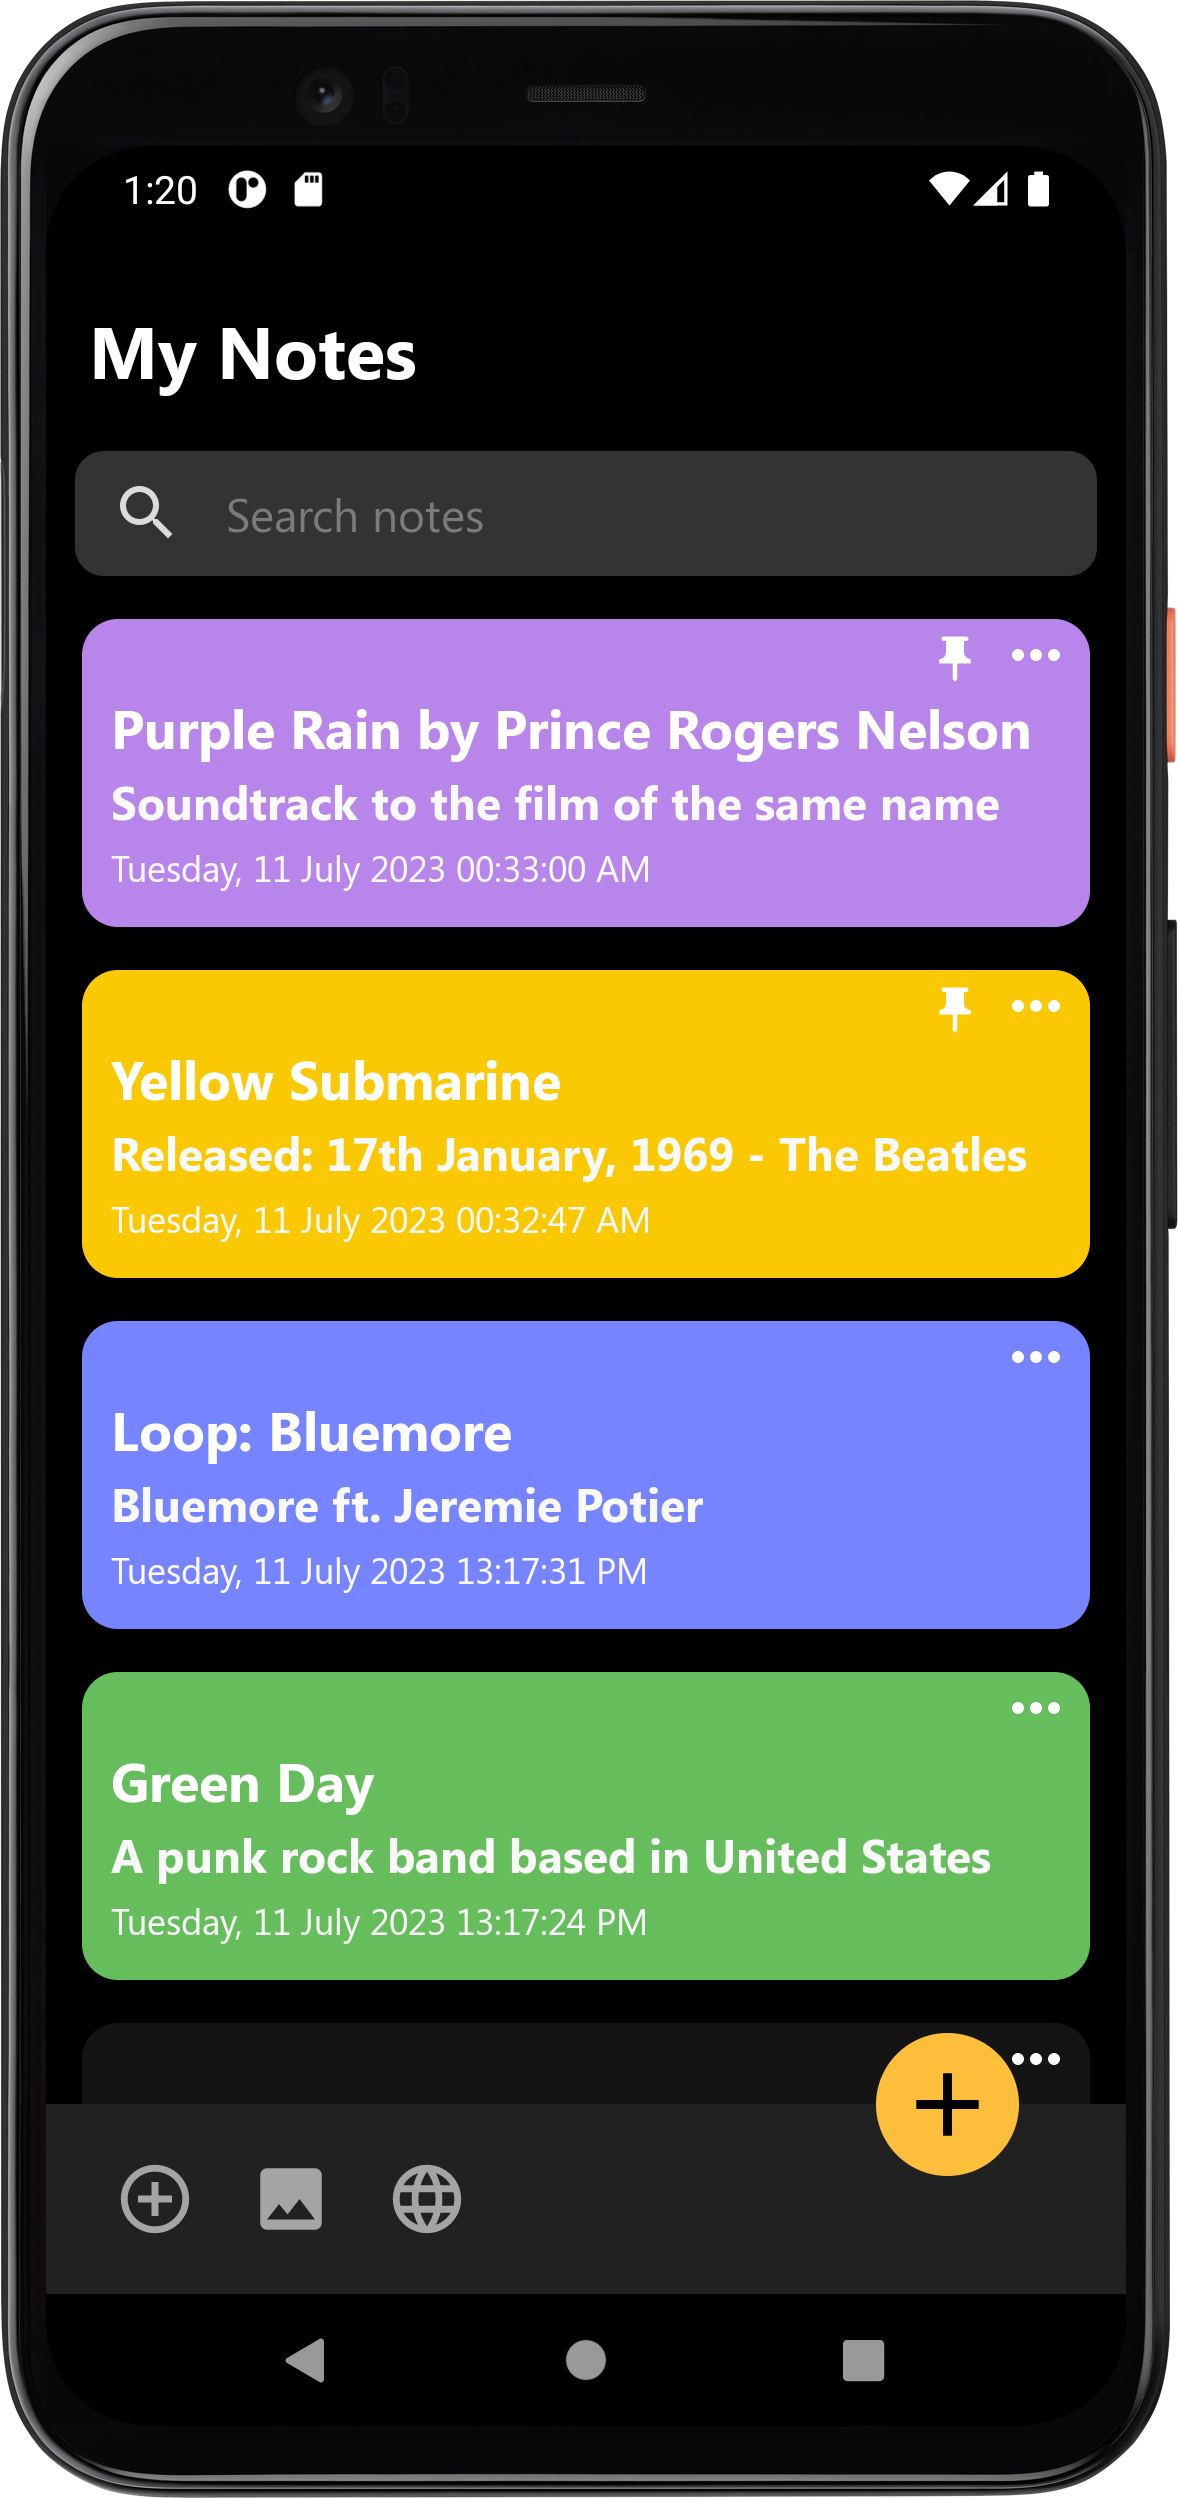 1:20
My Notes
Search notes
Purple Rain by Prince Rogers Nelson
Soundtrack to the film of the same name
Tuesday, 11 July 2023 00:33:00 AM
Yellow Submarine
Released: 17th January, 1969 - The Beatles
Tuesday, 11 July 2023 00:32:47 AM
Loop: Bluemore
Bluemore ft. Jeremie Potier
Tuesday, 11 July 2023 13:17:31 PM
Green Day
A punk rock band based in United States
Tuesday, 11 July 2023 13:17:24 PM